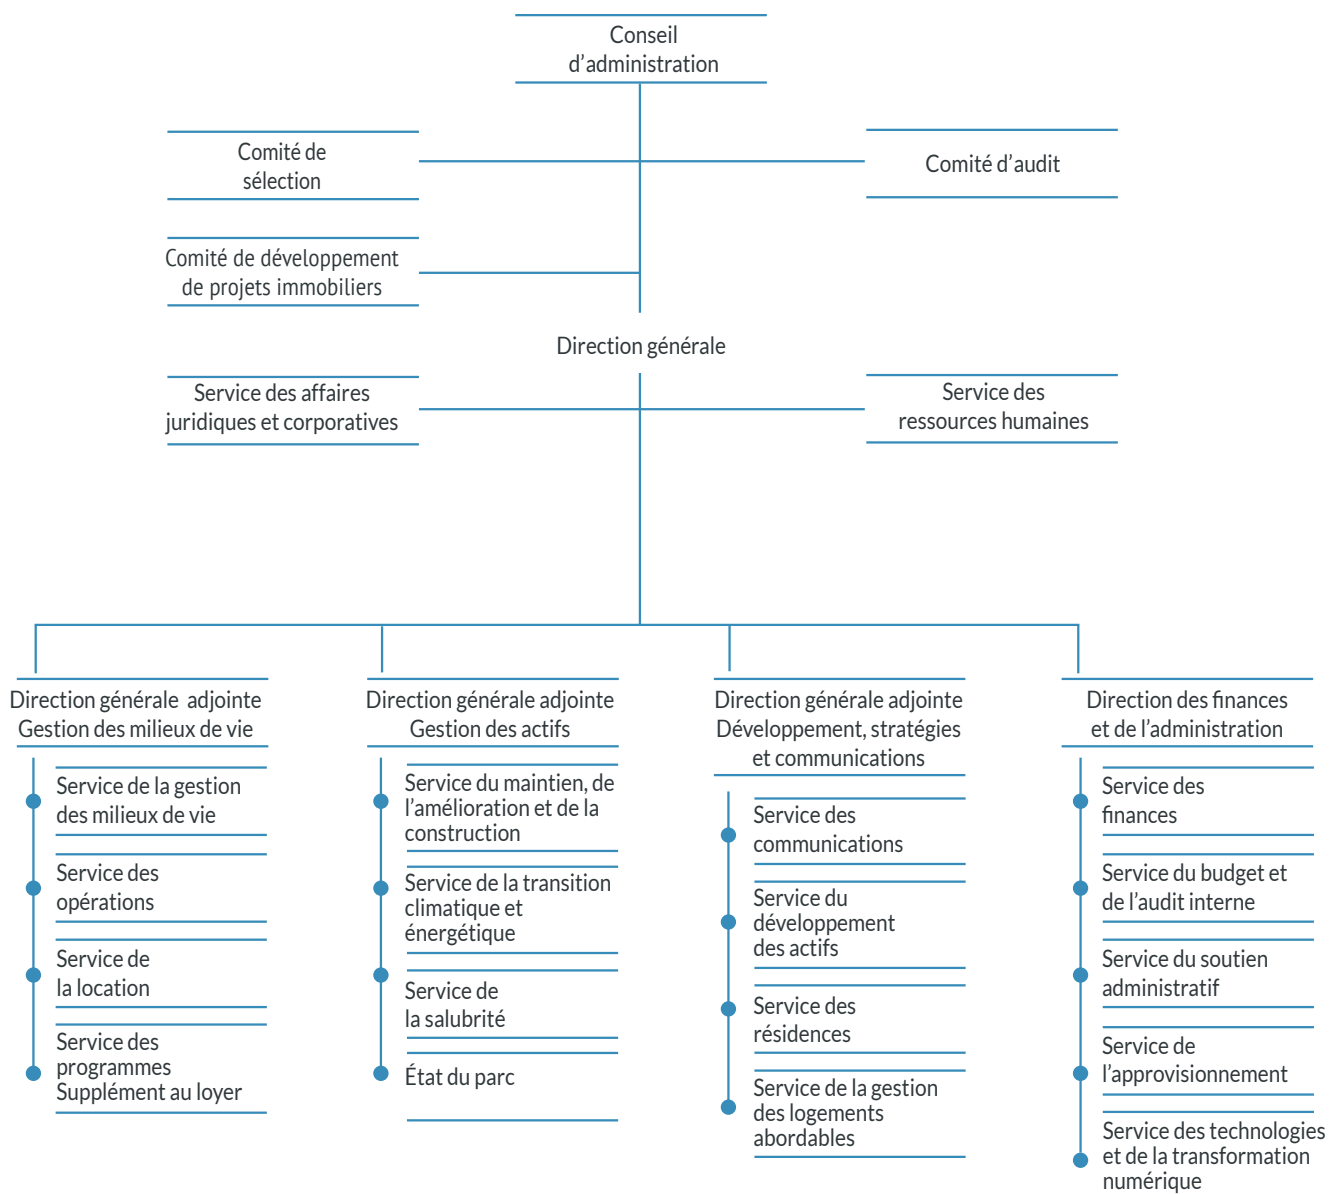 Conseil
d’administration
Comité de
sélection
Comité d’audit
Comité de développement
de projets immobiliers
Direction générale
Service des affaires
juridiques et corporatives
Service des
ressources humaines
Direction générale adjointe
Gestion des milieux de vie
Service de la gestion
des milieux de vie
Service des
opérations
Service de
la location
Service des
programmes
Supplément au loyer
Direction générale adjointe
Gestion des actifs
Service du maintien, de
l’amélioration et de la
construction
Service de la transition
climatique et
énergétique
Service de
la salubrité
État du parc
Direction générale adjointe
Développement, stratégies
et communications
Service des
communications
Service du
développement
des actifs
Service des
résidences
Service de la gestion
des logements
abordables
Direction des finances
et de l’administration
Service des
finances
Service du budget et
de l’audit interne
Service du soutien
administratif
Service de
l’approvisionnement
Service des technologies
et de la transformation
numérique